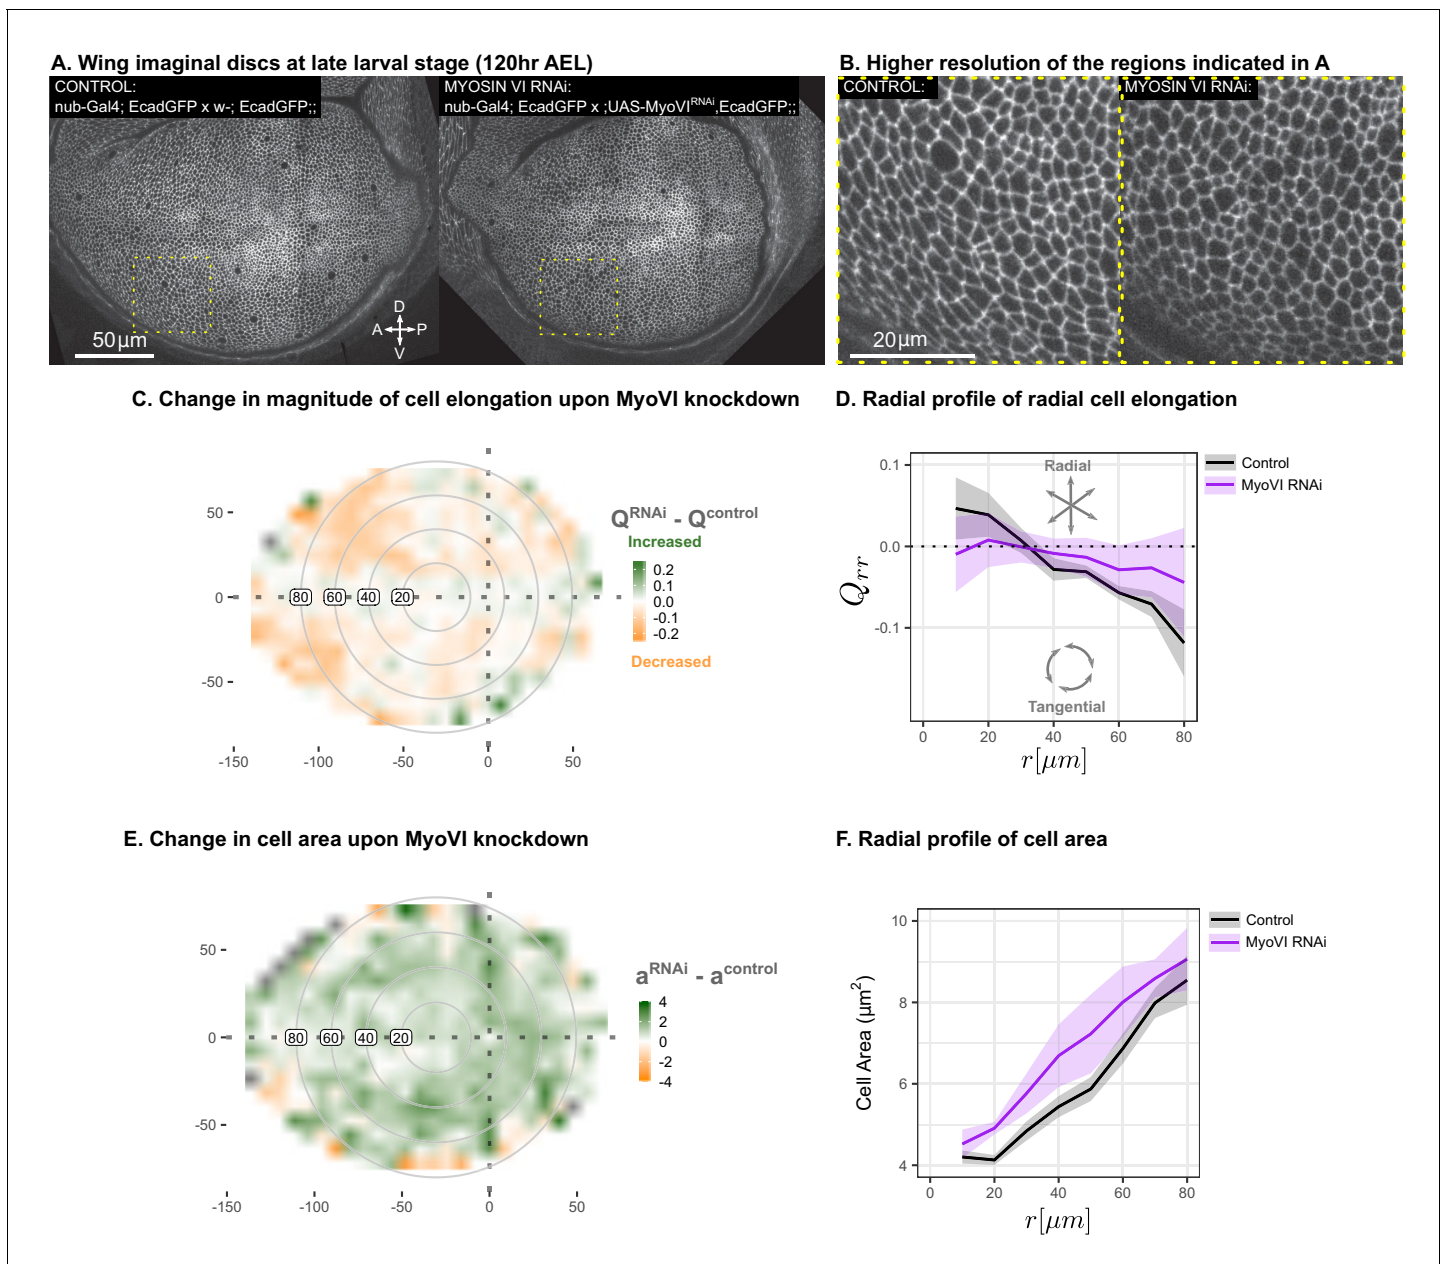 A. Wing imaginal discs at late larval stage (120hr AEL)
CONTROL:
nub-Gal4; EcadGFP x w-; EcadGFP;;
MYOSIN VI RNAi:
nub-Gal4; EcadGFP x ;UAS-MyoVI^RNAi,EcadGFP;;
50μm
D
A P
V
B. Higher resolution of the regions indicated in A
CONTROL:
MYOSIN VI RNAi:
20μm
C. Change in magnitude of cell elongation upon MyoVI knockdown
50
0
-50
80 60 40 20
-150 -100 -50 0 50
Q^RNAi - Q^control
Increased
0.2
0.1
0.0
-0.1
-0.2
Decreased
D. Radial profile of radial cell elongation
Q_rr
0.1
0.0
-0.1
Radial
Tangential
0 20 40 60 80
r[μm]
Control
MyoVI RNAi
E. Change in cell area upon MyoVI knockdown
50
0
-50
80 60 40 20
-150 -100 -50 0 50
a^RNAi - a^control
4
2
0
-2
-4
F. Radial profile of cell area
Cell Area (μm²)
10
8
6
4
0 20 40 60 80
r[μm]
Control
MyoVI RNAi